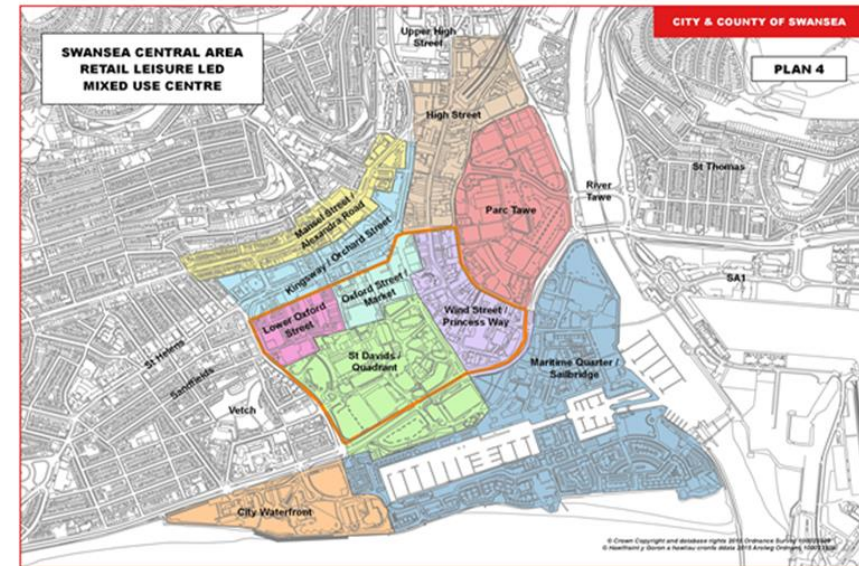 CITY & COUNTY OF SWANSEA
SWANSEA CENTRAL AREA
RETAIL LEISURE LED
MIXED USE CENTRE
PLAN 4
Upper High
Street
High Street
St Thomas
River
Tawe
Parc Tawe
Mansel Street /
Alexandra Road
Kingsway / Orchard Street
SA1
Oxford Street /
Market
Wind Street /
Princess Way
Lower Oxford
Street
St Helens
St Davids /
Quadrant
Maritime Quarter /
Sailbridge
Sandfields
Vetch
City Waterfront
© Crown Copyright and database rights 2015 Ordnance Survey